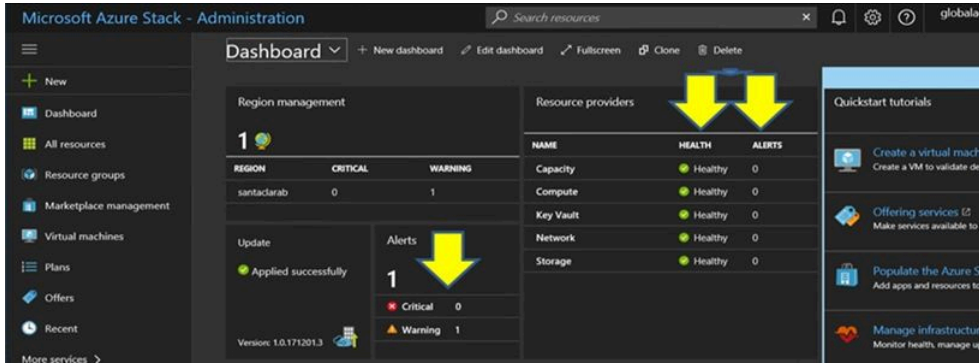 Microsoft Azure Stack - Administration
Search resources
globala
Dashboard
+ New dashboard
Edit dashboard
Fullscreen
Clone
Delete
New
Dashboard
All resources
Resource groups
Marketplace management
Virtual machines
Plans
Offers
Recent
More services >
Region management
1
REGION CRITICAL WARNING
santaclarab 0 1
Update
Applied successfully
Version: 1.0.171201.3
Alerts
1
Critical 0
Warning 1
Resource providers
NAME HEALTH ALERTS
Capacity Healthy 0
Compute Healthy 0
Key Vault Healthy 0
Network Healthy 0
Storage Healthy 0
Quickstart tutorials
Create a virtual mach
Create a VM to validate de
Offering services
Make services available to
Populate the Azure S
Add apps and resources to
Manage infrastructur
Monitor health, manage u